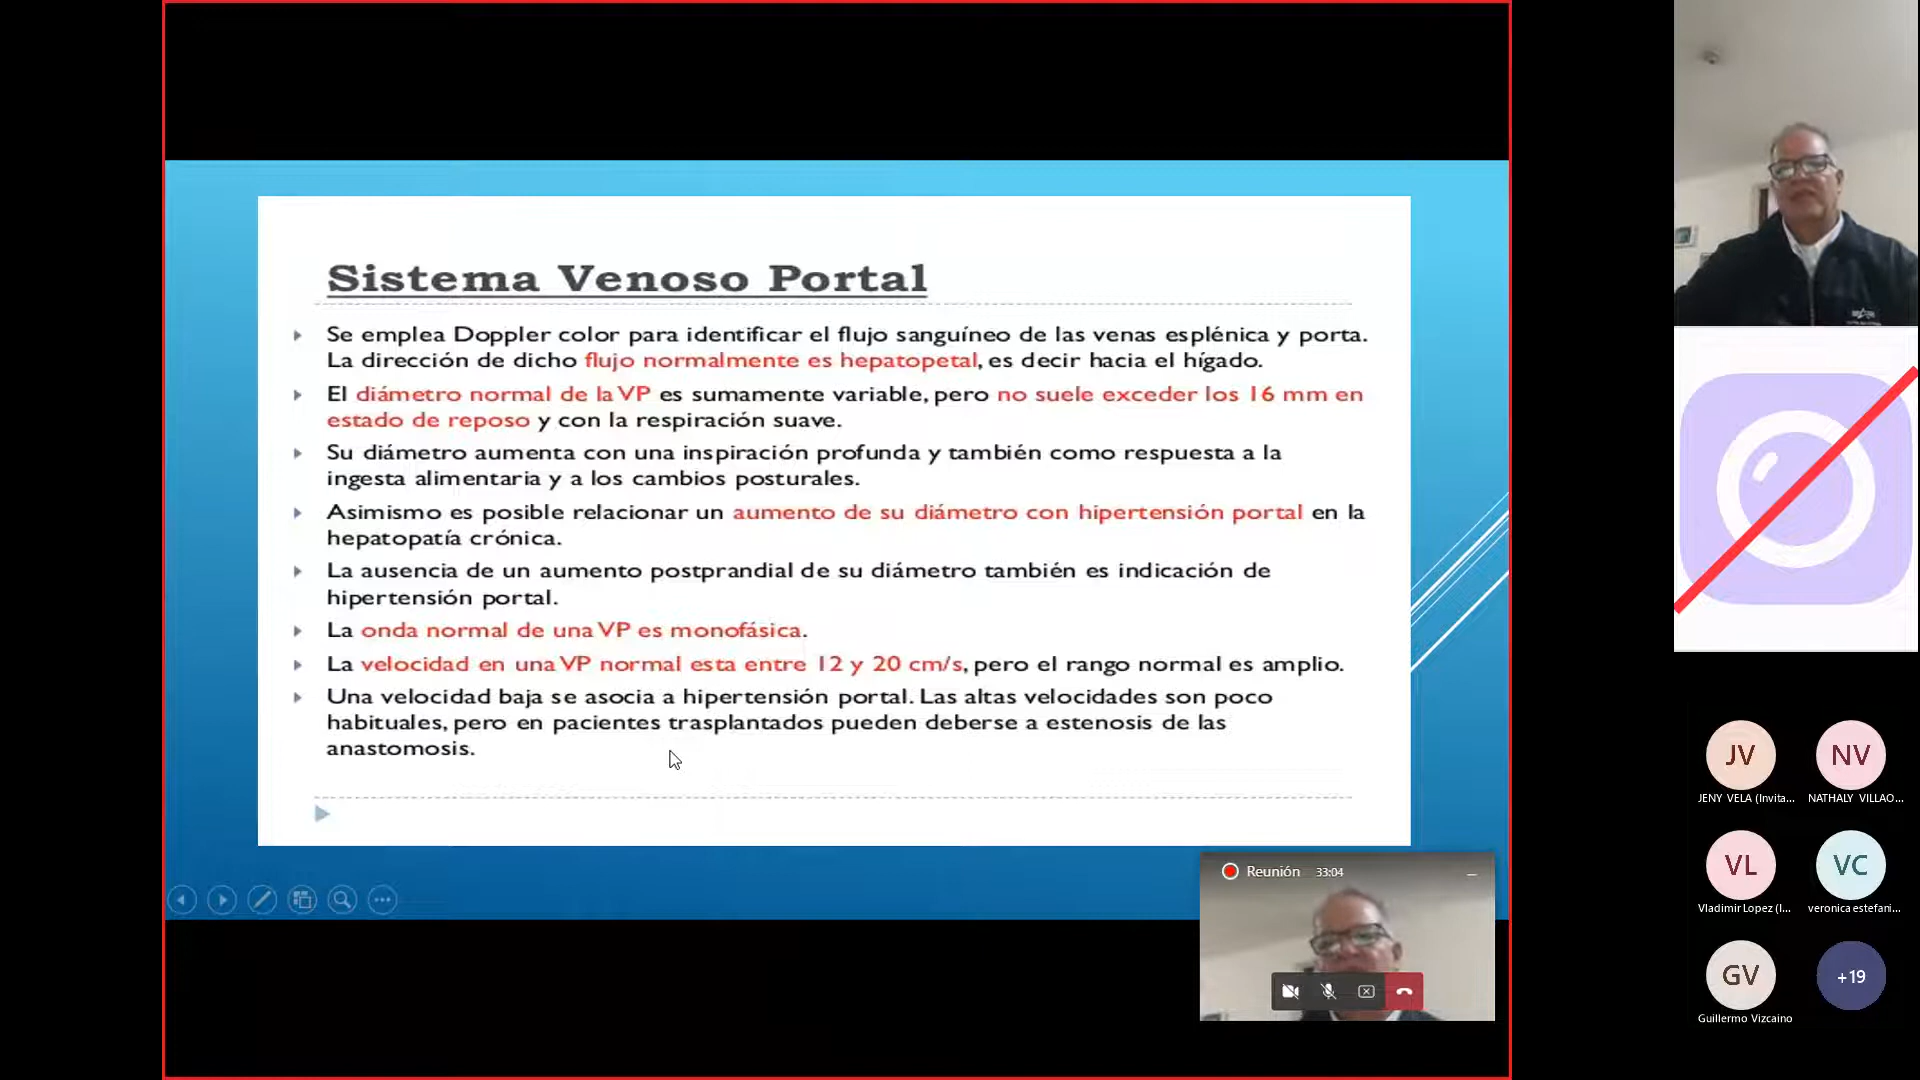 Sistema Venoso Portal
Se emplea Doppler color para identificar el flujo sanguíneo de las venas esplénica y porta.
La dirección de dicho flujo normalmente es hepatopetal, es decir hacia el hígado.
El diámetro normal de la VP es sumamente variable, pero no suele exceder los 16 mm en
estado de reposo y con la respiración suave.
Su diámetro aumenta con una inspiración profunda y también como respuesta a la
ingesta alimentaria y a los cambios posturales.
Asimismo es posible relacionar un aumento de su diámetro con hipertensión portal en la
hepatopatía crónica.
La ausencia de un aumento postprandial de su diámetro también es indicación de
hipertensión portal.
La onda normal de una VP es monofásica.
La velocidad en una VP normal esta entre 12 y 20 cm/s, pero el rango normal es amplio.
Una velocidad baja se asocia a hipertensión portal. Las altas velocidades son poco
habituales, pero en pacientes trasplantados pueden deberse a estenosis de las
anastomosis.
Reunión 33:04
JV NV
JENY VELA (Invita... NATHALY VILLAO...
VL VC
Vladimir Lopez (I... veronica estefani...
GV +19
Guillermo Vizcaino